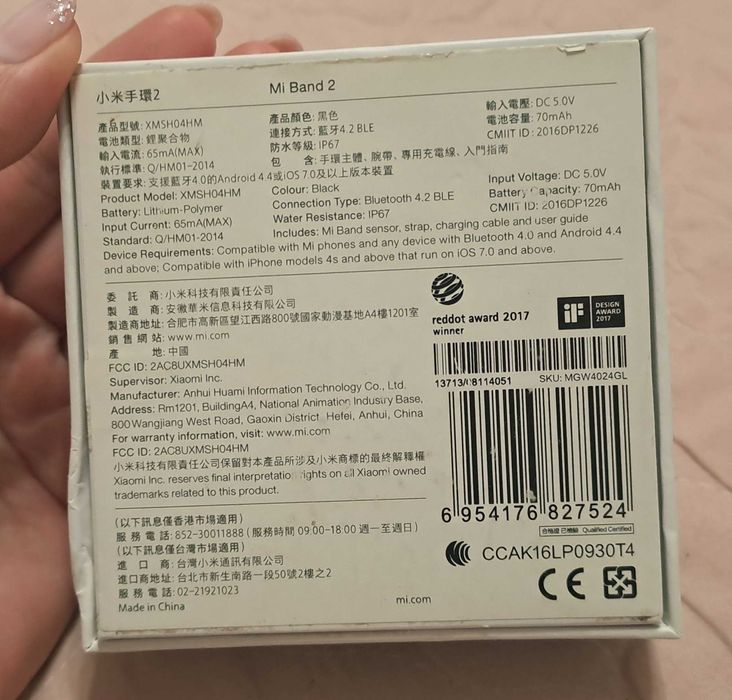 小米手環2
Mi Band 2
產品型號: XMSH04HM
產品顏色: 黑色
輸入電壓: DC 5.0V
電池類型: 鋰聚合物
連接方式: 藍牙4.2 BLE
電池容量: 70mAh
輸入電流: 65mA(MAX)
防水等級: IP67
CMIIT ID: 2016DP1226
執行標準: Q/HM01-2014
包 含: 手環主體、腕帶、專用充電線、入門指南
裝置要求: 支援藍牙4.0的Android 4.4或iOS 7.0及以上版本裝置
Product Model: XMSH04HM
Colour: Black
Input Voltage: DC 5.0V
Battery: Lithium-Polymer
Connection Type: Bluetooth 4.2 BLE
Battery Capacity: 70mAh
Input Current: 65mA(MAX)
Water Resistance: IP67
CMIIT ID: 2016DP1226
Standard: Q/HM01-2014
Includes: Mi Band sensor, strap, charging cable and user guide
Device Requirements: Compatible with Mi phones and any device with Bluetooth 4.0 and Android 4.4
and above; Compatible with iPhone models 4s and above that run on iOS 7.0 and above.
委 託 商: 小米科技有限責任公司
製 造 商: 安徽華米信息科技有限公司
製造商地址: 合肥市高新區望江西路800號國家動漫基地A4樓1201室
銷售網站: www.mi.com
產 地: 中國
FCC ID: 2AC8UXMSH04HM
Supervisor: Xiaomi Inc.
Manufacturer: Anhui Huami Information Technology Co., Ltd.
Address: Rm1201, BuildingA4, National Animation Industry Base,
800 Wangjiang West Road, Gaoxin District, Hefei, Anhui, China
For warranty information, visit: www.mi.com
FCC ID: 2AC8UXMSH04HM
小米科技有限責任公司保留對本產品所涉及小米商標的最終解釋權
Xiaomi Inc. reserves final interpretation rights on all Xiaomi owned
trademarks related to this product.
(以下訊息僅香港市場適用)
服務電話: 852-30011888 (服務時間 09:00-18:00 週一至週日)
(以下訊息僅台灣市場適用)
進 口 商: 台灣小米通訊有限公司
進口商地址: 台北市新生南路一段50號2樓之2
服務電話: 02-21921023
Made in China
mi.com
reddot award 2017
winner
iF
DESIGN
AWARD
2017
13713/08114051
SKU: MGW4024GL
6 954176 827524
合格證 已檢驗 Qualified Certified
CCAK16LP0930T4
CE